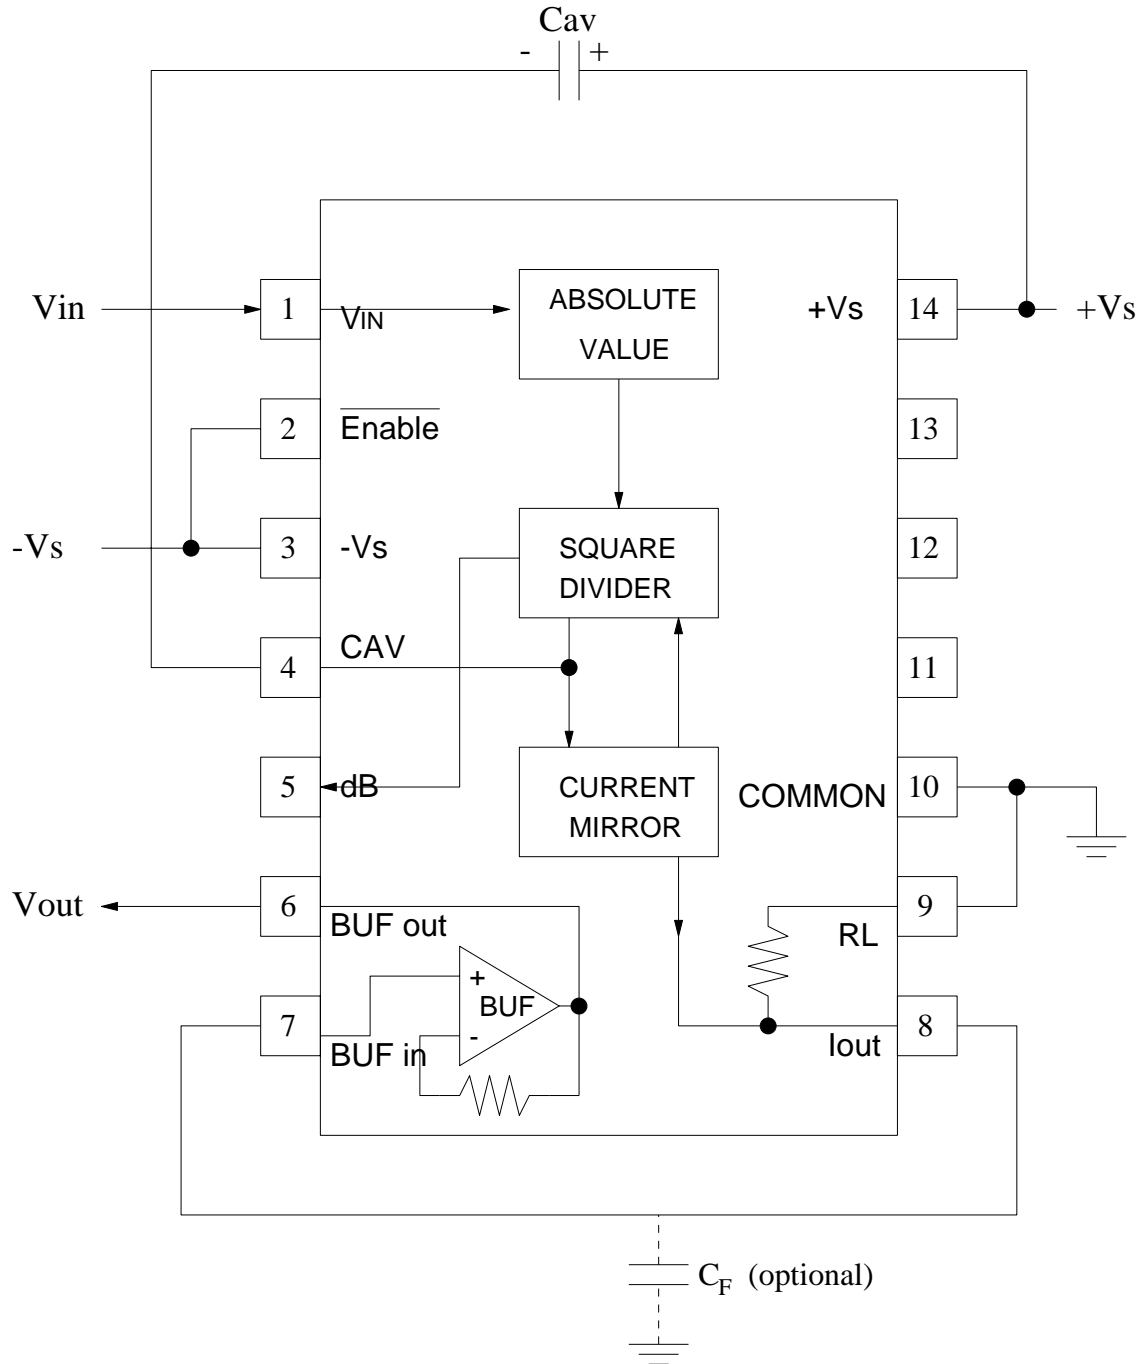 Cav
- +
Vin 1 VIN ABSOLUTE VALUE +Vs 14 +Vs
2 Enable 13
-Vs 3 -Vs SQUARE DIVIDER 12
4 CAV 11
5 dB CURRENT MIRROR COMMON 10
Vout 6 BUF out RL 9
+ BUF -
7 BUF in Iout 8
CF (optional)